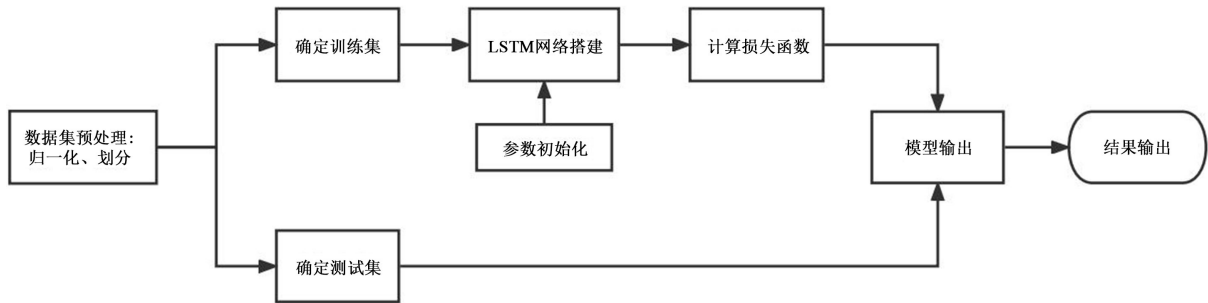 确定训练集
LSTM网络搭建
计算损失函数
数据集预处理:
归一化、划分
参数初始化
模型输出
结果输出
确定测试集